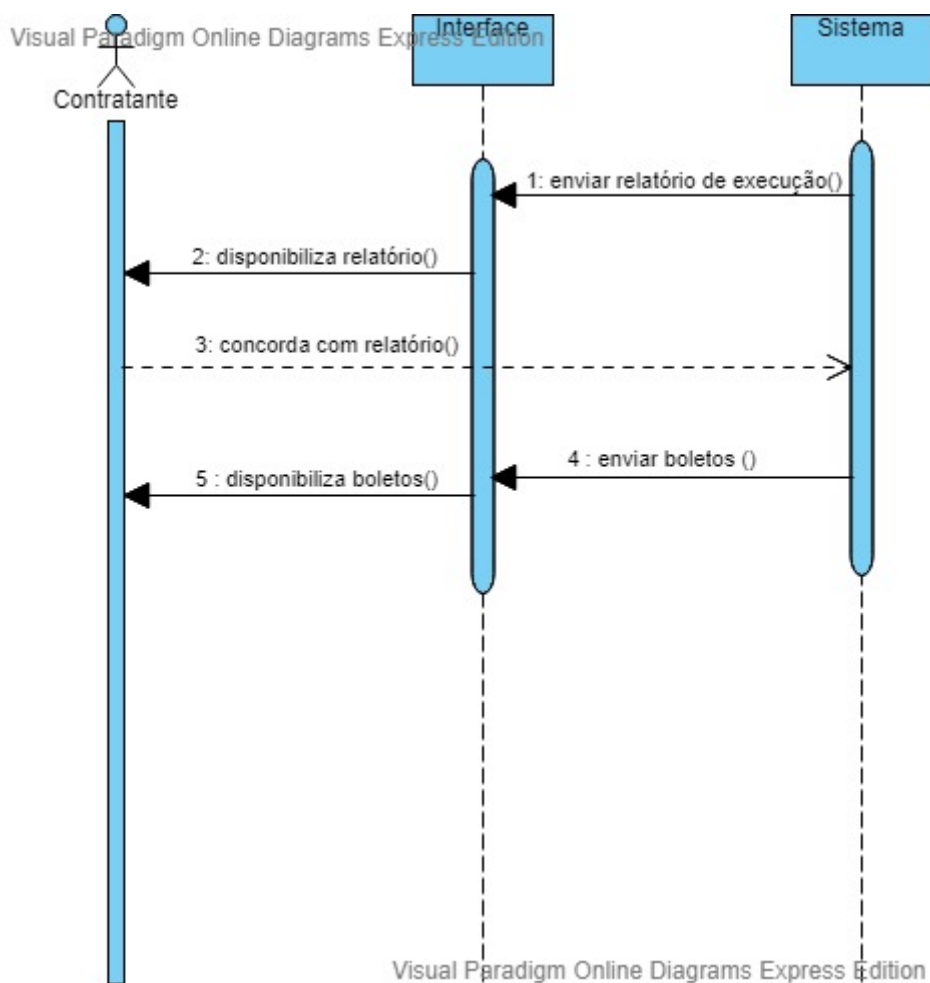 Visual Paradigm Online Diagrams Express Edition
Interface
Sistema
Contratante
1: enviar relatório de execução()
2: disponibiliza relatório()
3: concorda com relatório()
4 : enviar boletos ()
5 : disponibiliza boletos()
Visual Paradigm Online Diagrams Express Edition